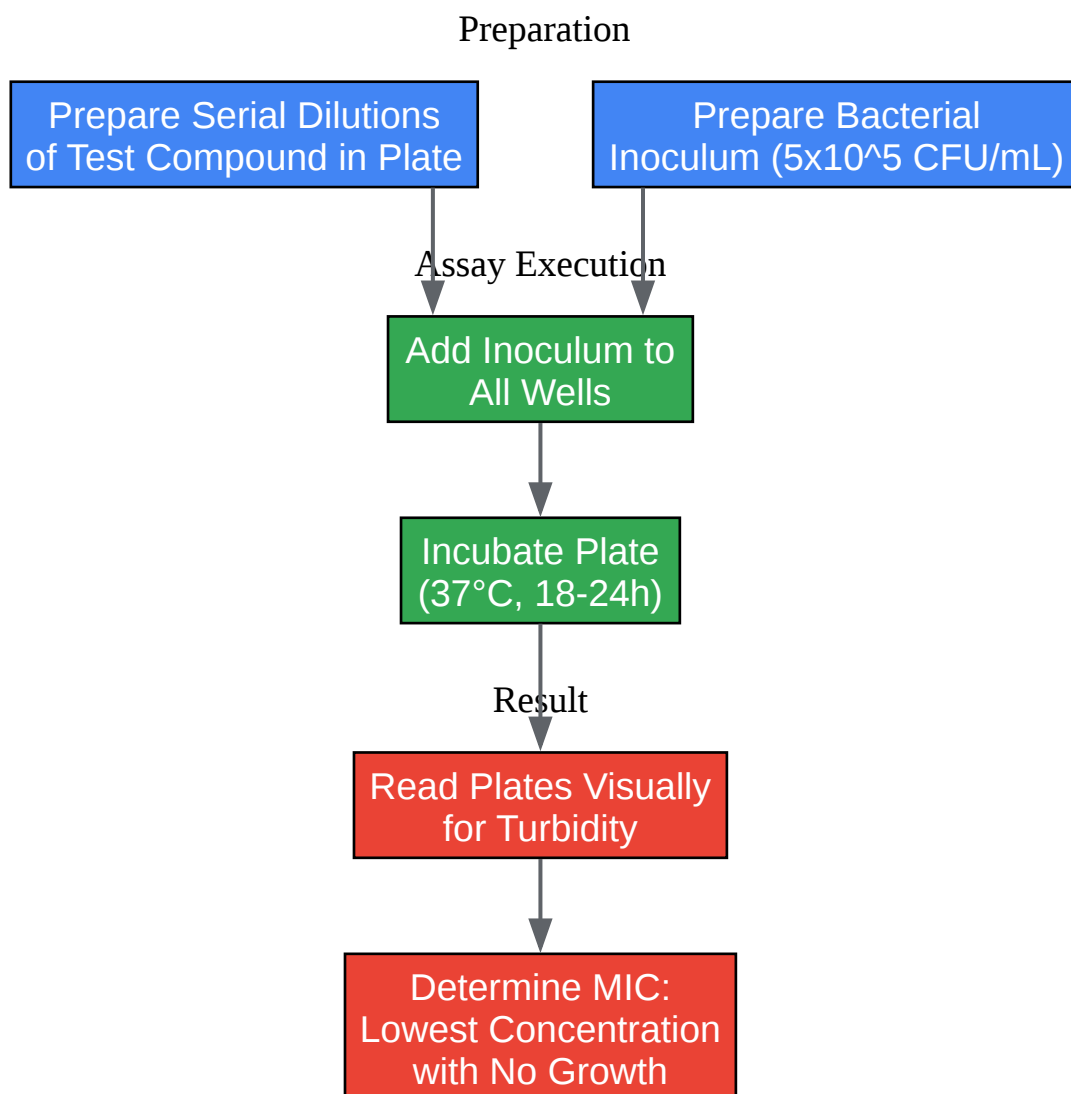 Preparation
Prepare Serial Dilutions
of Test Compound in Plate
Prepare Bacterial
Inoculum (5x10^5 CFU/mL)
Assay Execution
Add Inoculum to
All Wells
Incubate Plate
(37°C, 18-24h)
Result
Read Plates Visually
for Turbidity
Determine MIC:
Lowest Concentration
with No Growth